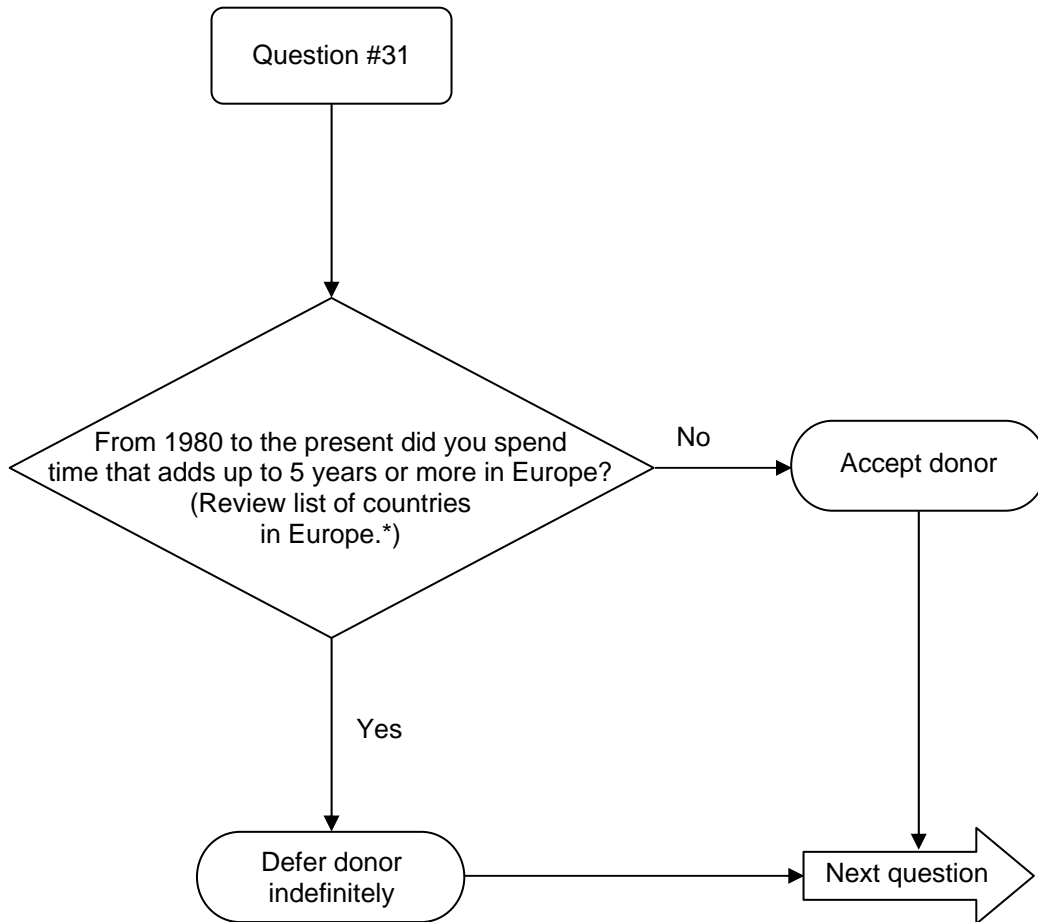 Question #31
From 1980 to the present did you spend
time that adds up to 5 years or more in Europe?
(Review list of countries
in Europe.*)
No
Accept donor
Yes
Defer donor
indefinitely
Next question